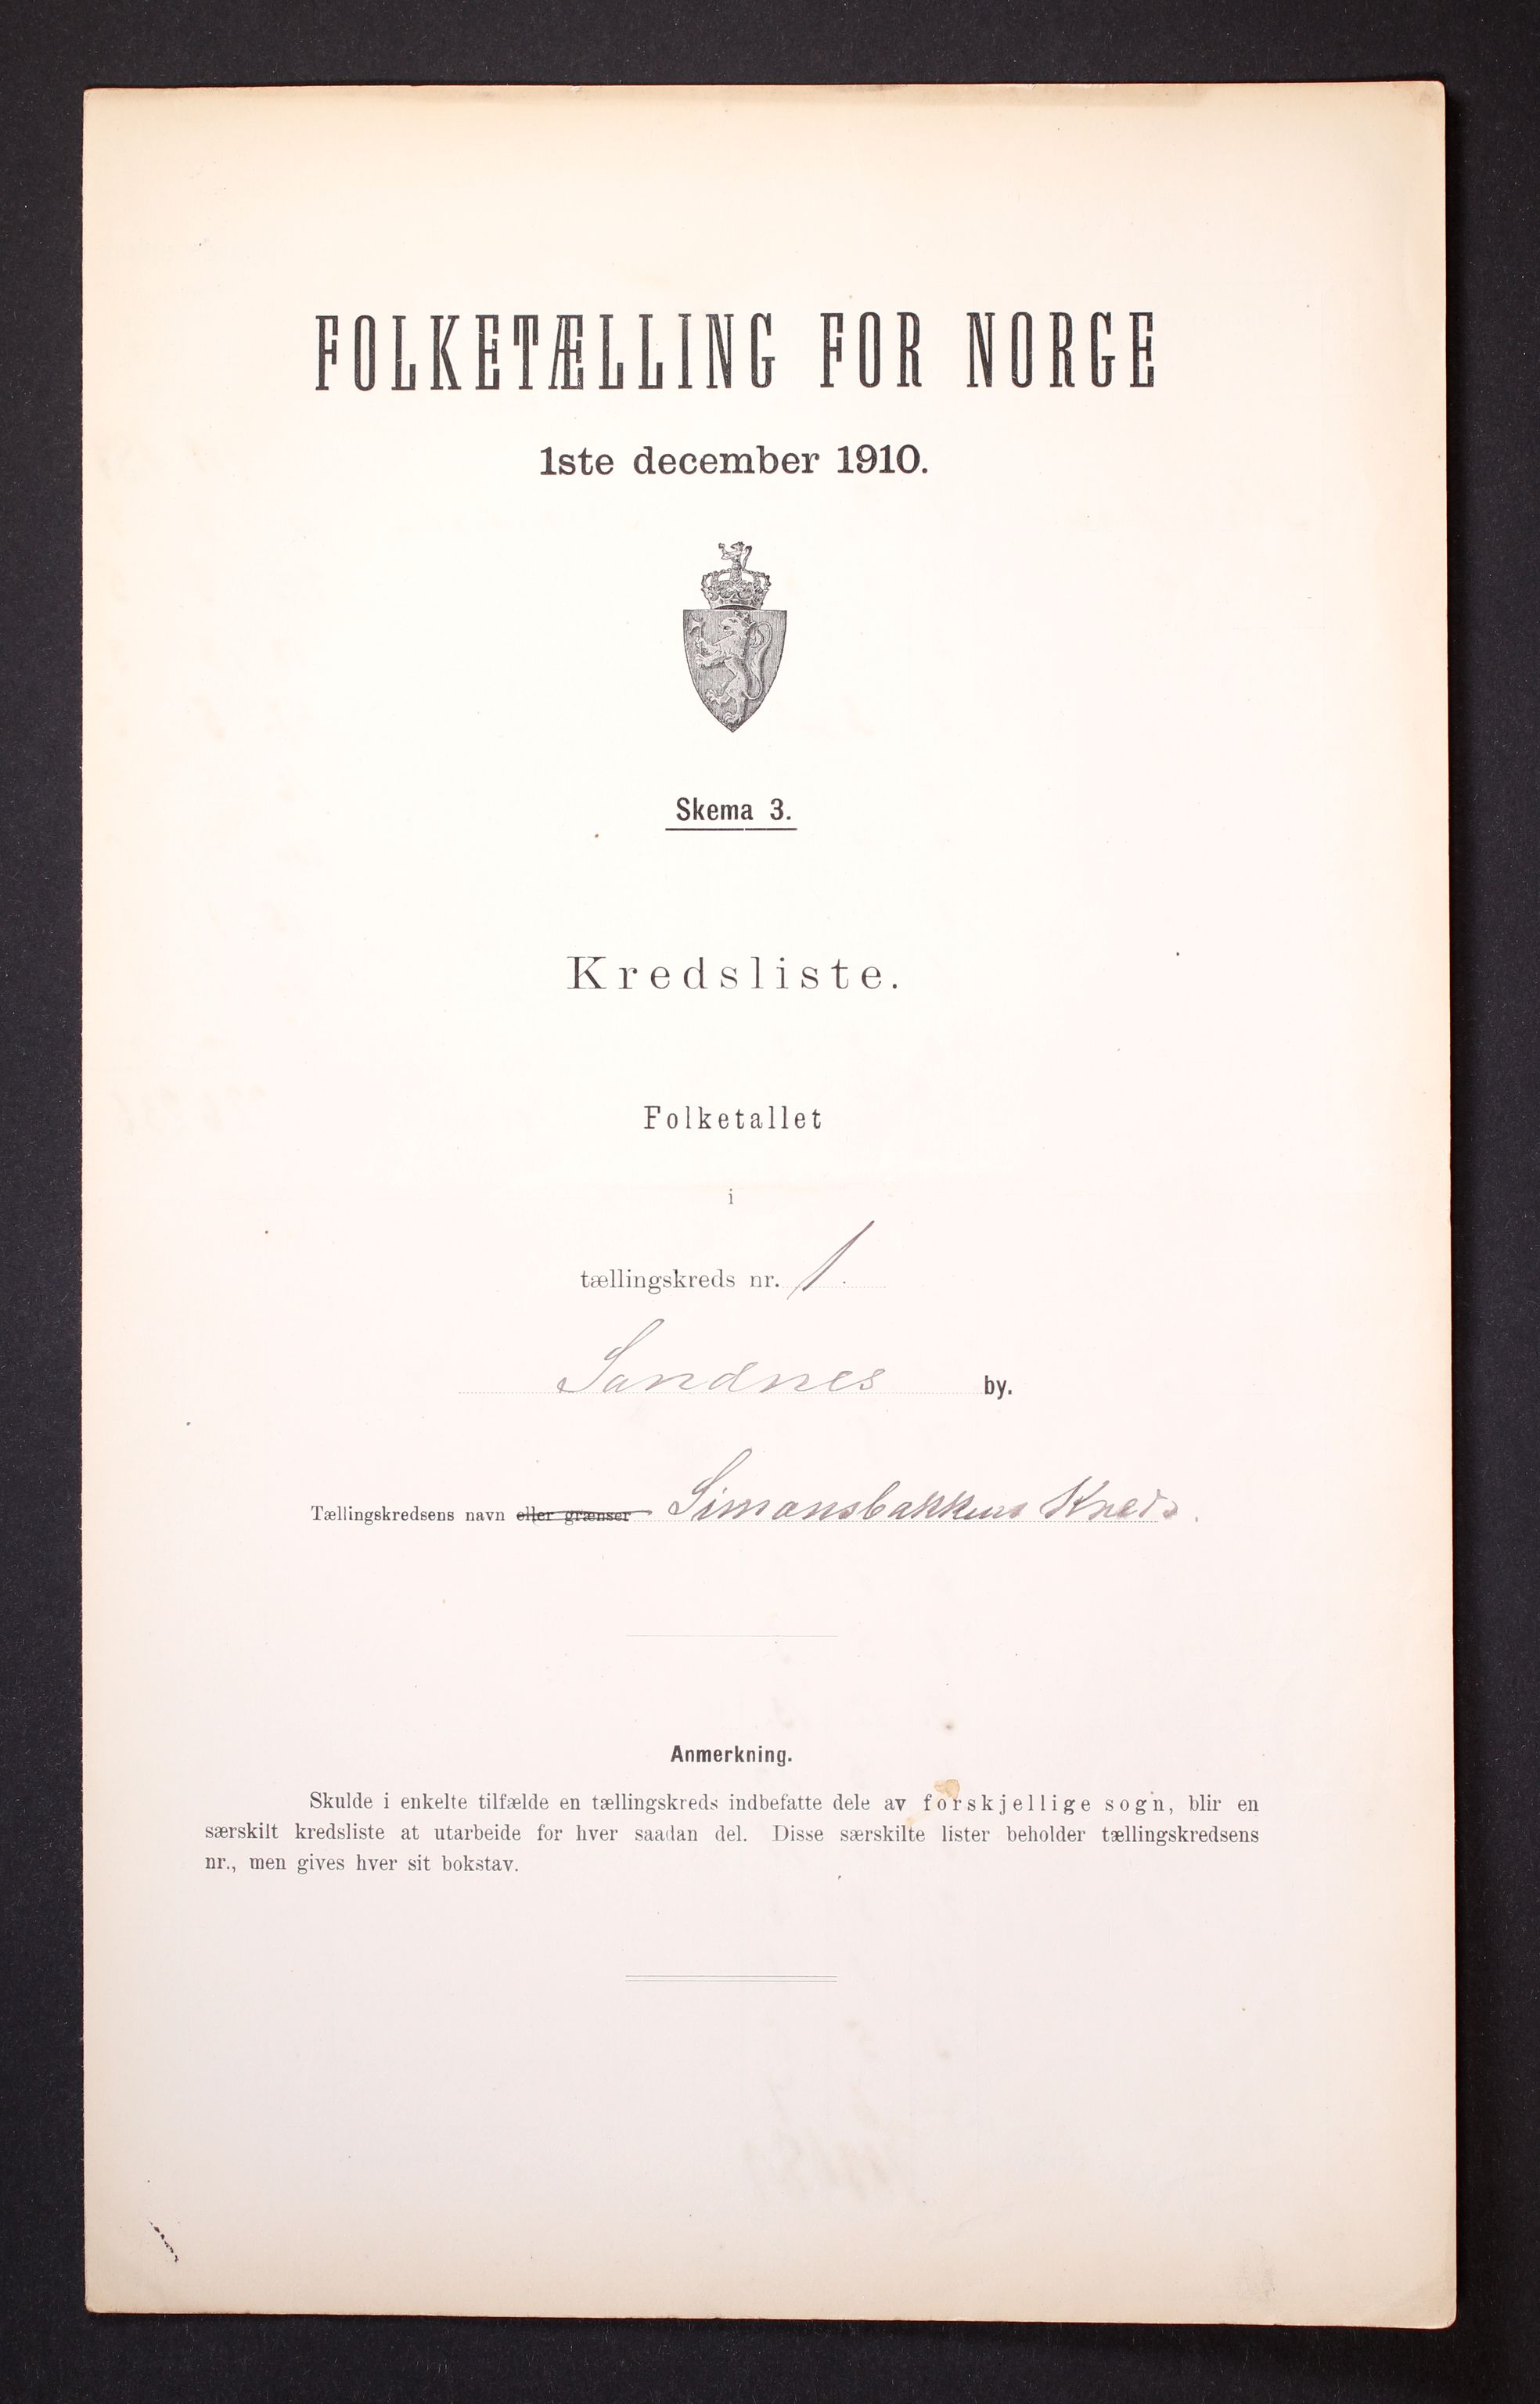 FOLKETÆLLING FOR NORGE
1ste december 1910.
Skema 3.
Kredsliste.
Folketallet
i
tællingskreds nr. 1.
Sandnes by.
Tællingskredsens navn eller grænser Simonsbakkens Kreds.
Anmerkning.
Skulde i enkelte tilfælde en tællingskreds indbefatte dele av forskjellige sogn, blir en
særskilt kredsliste at utarbeide for hver saadan del. Disse særskilte lister beholder tællingskredsens
nr., men gives hver sit bokstav.